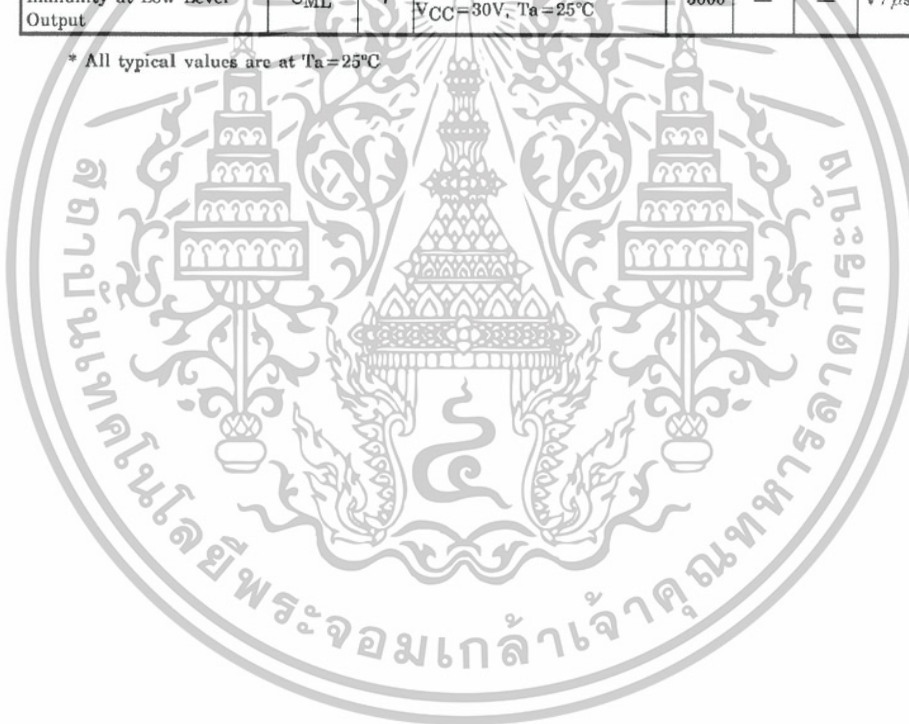 Output
CML
VCC=30V, Ta=25°C
— —
* All typical values are at Ta=25°C
สถาบันเทคโนโลยีพระจอมเกล้าเจ้าคุณทหารลาดกระบัง
๔